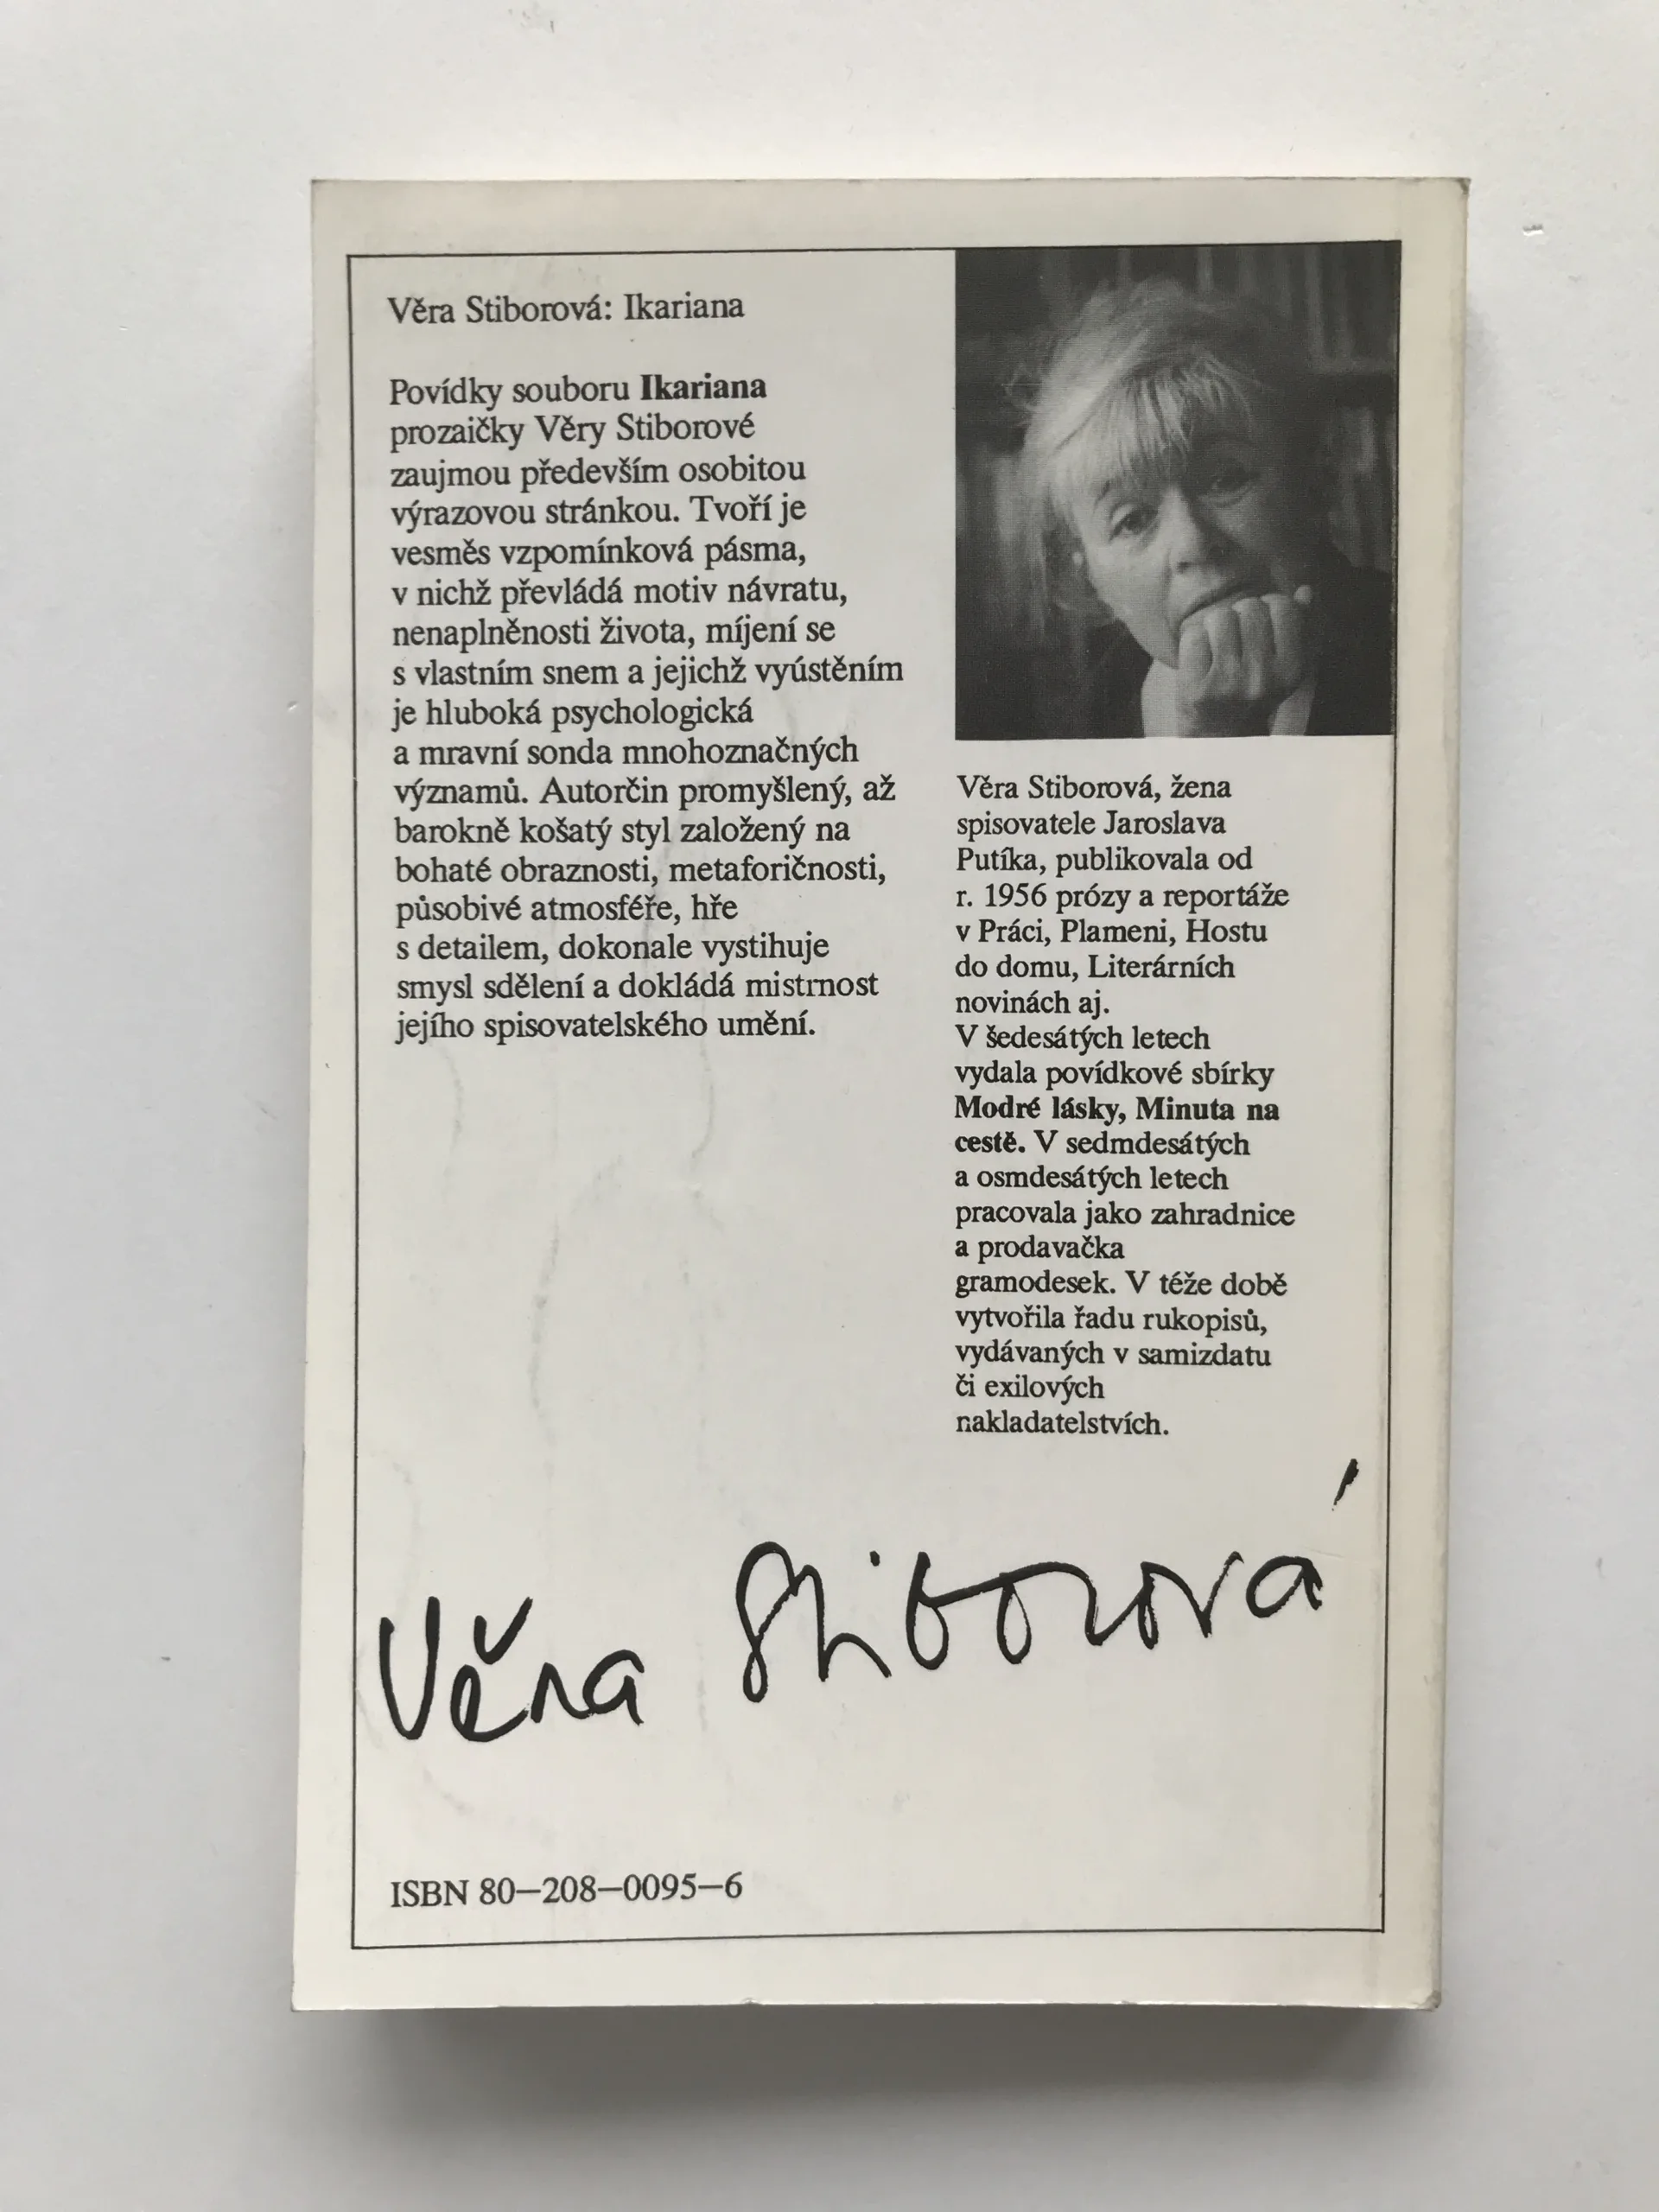 Věra Stiborová: Ikariana
Povídky souboru Ikariana
prozaičky Věry Stiborové
zaujmou především osobitou
výrazovou stránkou. Tvoří je
vesměs vzpomínková pásma,
v nichž převládá motiv návratu,
nenaplněnosti života, míjení se
s vlastním snem a jejichž vyústěním
je hluboká psychologická
a mravní sonda mnohoznačných
významů. Autorčin promyšlený, až
barokně košatý styl založený na
bohaté obraznosti, metaforičnosti,
působivé atmosféře, hře
s detailem, dokonale vystihuje
smysl sdělení a dokládá mistrnost
jejího spisovatelského umění.
Věra Stiborová, žena
spisovatele Jaroslava
Putíka, publikovala od
r. 1956 prózy a reportáže
v Práci, Plameni, Hostu
do domu, Literárních
novinách aj.
V šedesátých letech
vydala povídkové sbírky
Modré lásky, Minuta na
cestě. V sedmdesátých
a osmdesátých letech
pracovala jako zahradnice
a prodavačka
gramodesek. V téže době
vytvořila řadu rukopisů,
vydávaných v samizdatu
či exilových
nakladatelstvích.
Věra Stiborová
ISBN 80–208–0095–6